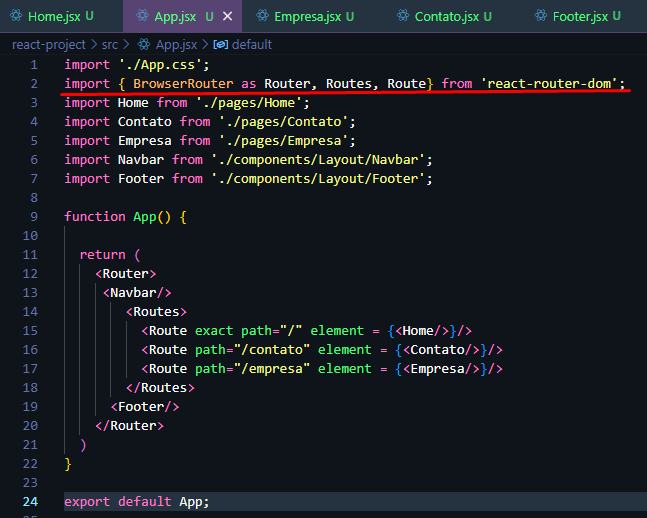 Home.jsx U App.jsx U Empresa.jsx U Contato.jsx U Footer.jsx U
react-project > src > App.jsx > default
1 import './App.css';
2 import { BrowserRouter as Router, Routes, Route} from 'react-router-dom';
3 import Home from './pages/Home';
4 import Contato from './pages/Contato';
5 import Empresa from './pages/Empresa';
6 import Navbar from './components/Layout/Navbar';
7 import Footer from './components/Layout/Footer';
8
9 function App() {
10
11 return (
12 <Router>
13 <Navbar/>
14 <Routes>
15 <Route exact path="/" element = {<Home/>}/>
16 <Route path="/contato" element = {<Contato/>}/>
17 <Route path="/empresa" element = {<Empresa/>}/>
18 </Routes>
19 <Footer/>
20 </Router>
21 )
22 }
23
24 export default App;